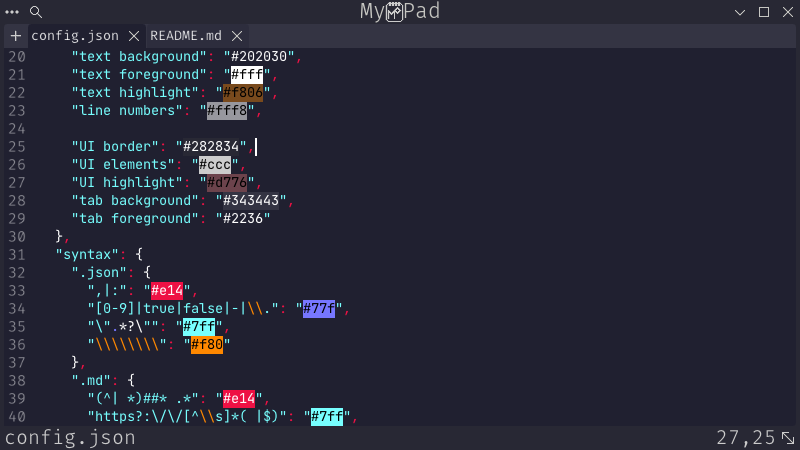 My Pad
+ config.json × README.md ×
20 "text background": "#202030",
21 "text foreground": "#fff",
22 "text highlight": "#f806",
23 "line numbers": "#fff8",
24
25 "UI border": "#282834",
26 "UI elements": "#ccc",
27 "UI highlight": "#d776",
28 "tab background": "#343443",
29 "tab foreground": "#2236"
30 },
31 "syntax": {
32 ".json": {
33 ",|:": "#e14",
34 "[0-9]|true|false|-|\\.": "#77f",
35 "\".*?\"": "#7ff",
36 "\\\\\\\\": "#f80"
37 },
38 ".md": {
39 "(^| *)##* .*": "#e14",
40 "https?:\/\/[^\\s]*( |$)": "#7ff",
config.json 27,25